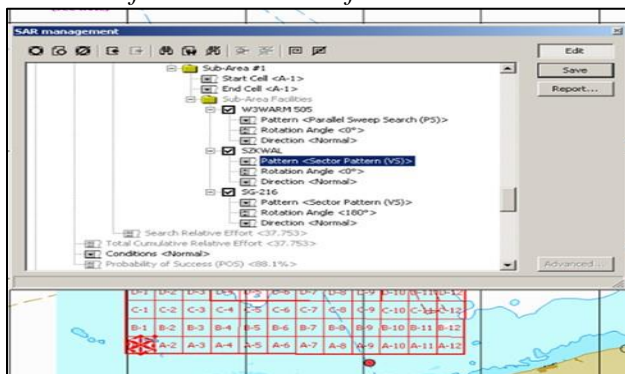 SAR management
Edit
Save
Report...
Sub-Area #1
Start Cell <A-1>
End Cell <A-1>
Sub-Area Facilities
W3WARM 505
Pattern <Parallel Sweep Search (PS)>
Rotation Angle <0°>
Direction <Normal>
SZKWAL
Pattern <Sector Pattern (VS)>
Rotation Angle <0°>
Direction <Normal>
SG-216
Pattern <Sector Pattern (VS)>
Rotation Angle <180°>
Direction <Normal>
Search Relative Effort <37.753>
Total Cumulative Relative Effort <37.753>
Conditions <Normal>
Probability of Success (POS) <88.1%>
Advanced...
D-1 D-2 D-3 D-4 D-5 D-6 D-7 D-8 D-9 D-10 D-11 D-12
C-1 C-2 C-3 C-4 C-5 C-6 C-7 C-8 C-9 C-10 C-11 C-12
B-1 B-2 B-3 B-4 B-5 B-6 B-7 B-8 B-9 B-10 B-11 B-12
A-2 A-3 A-4 A-5 A-6 A-7 A-8 A-9 A-10 A-11 A-12